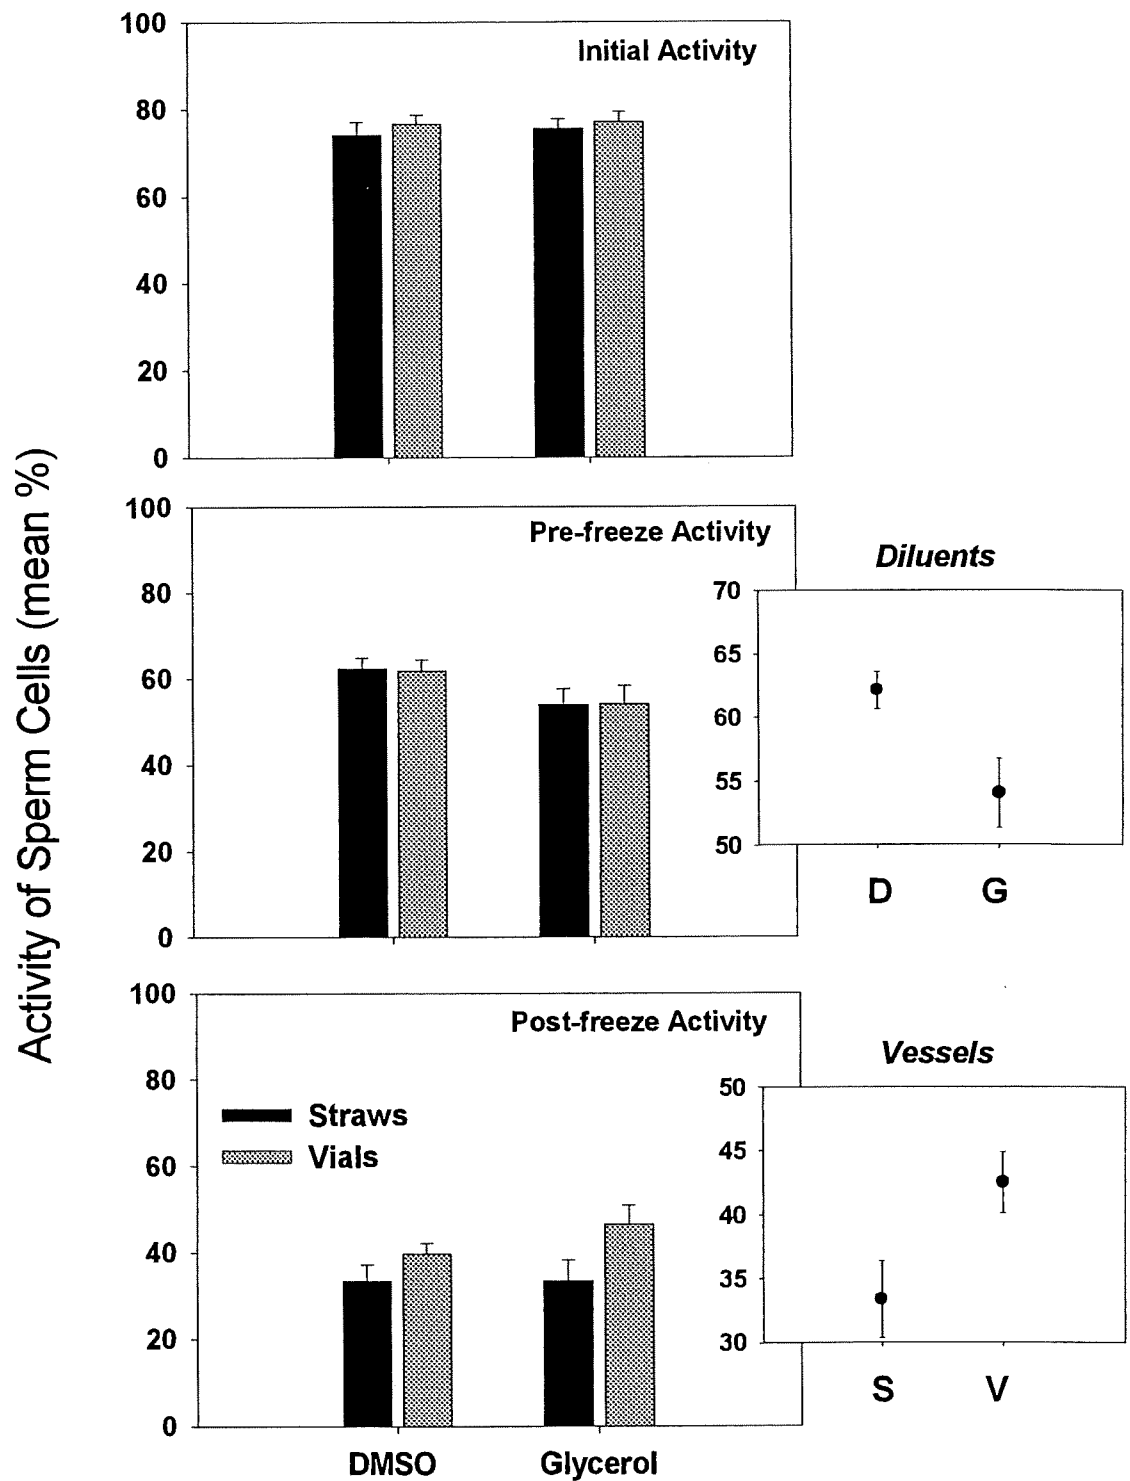 Activity of Sperm Cells (mean %)
Initial Activity
100
80
60
40
20
0
Pre-freeze Activity
100
80
60
40
20
0
Diluents
70
65
60
55
50
D G
Post-freeze Activity
100
80
60
40
20
0
Straws
Vials
DMSO Glycerol
Vessels
50
45
40
35
30
S V